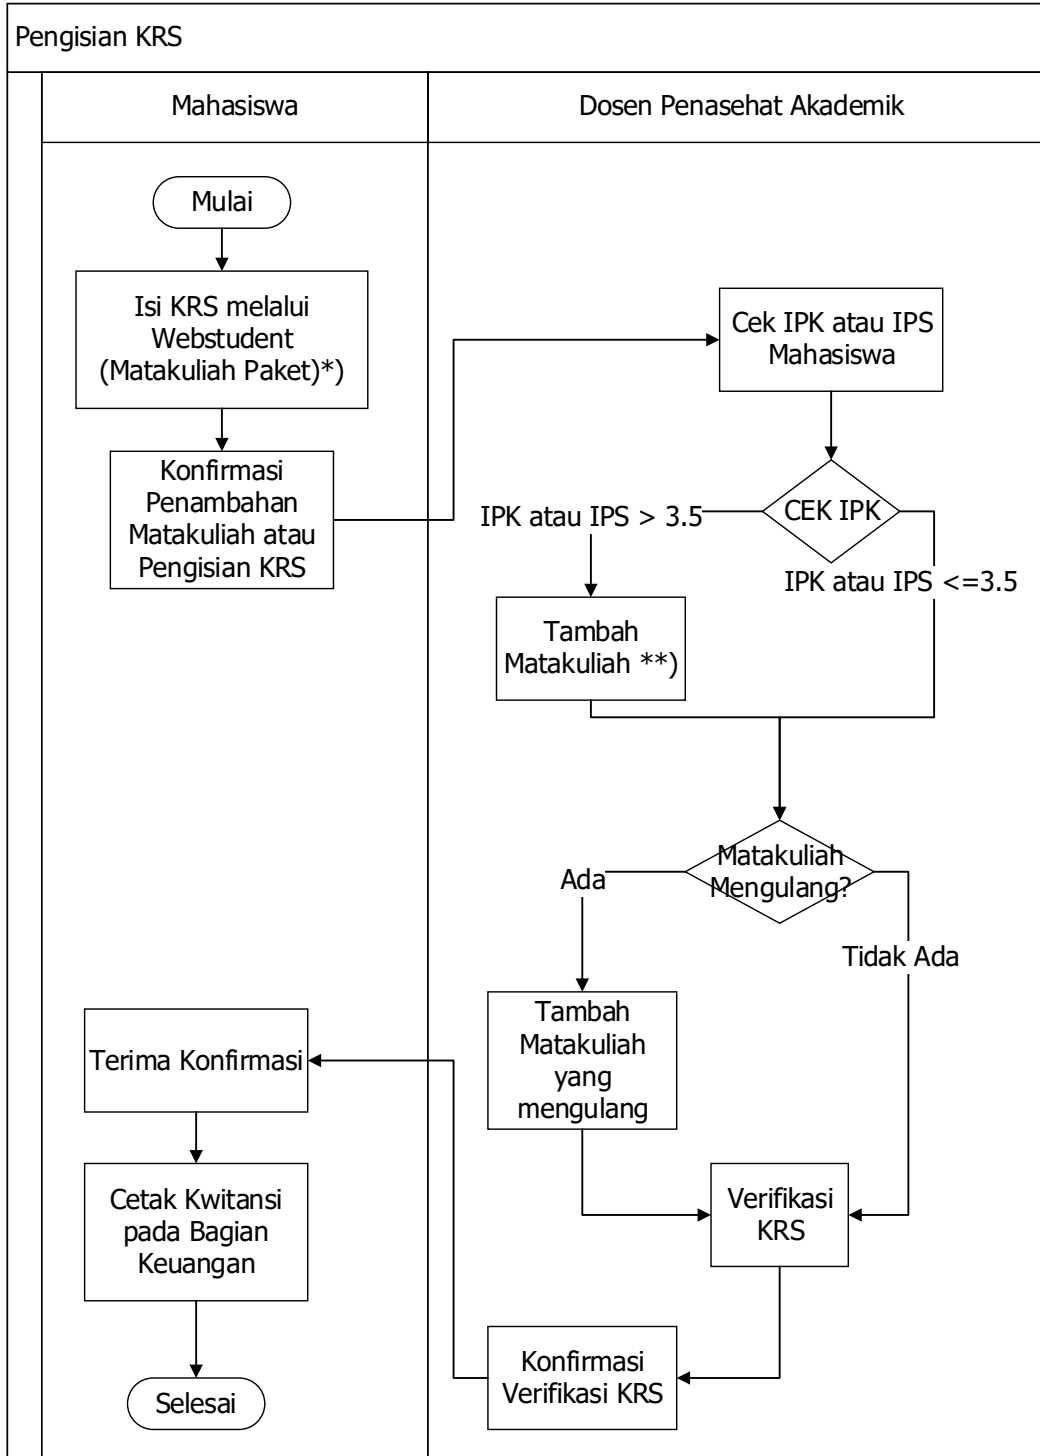 Pengisian KRS
Mahasiswa
Dosen Penasehat Akademik
Mulai
Isi KRS melalui
Webstudent
(Matakuliah Paket)*)
Konfirmasi
Penambahan
Matakuliah atau
Pengisian KRS
Cek IPK atau IPS
Mahasiswa
CEK IPK
IPK atau IPS > 3.5
IPK atau IPS <=3.5
Tambah
Matakuliah **)
Matakuliah
Mengulang?
Ada
Tidak Ada
Tambah
Matakuliah
yang
mengulang
Verifikasi
KRS
Konfirmasi
Verifikasi KRS
Terima Konfirmasi
Cetak Kwitansi
pada Bagian
Keuangan
Selesai